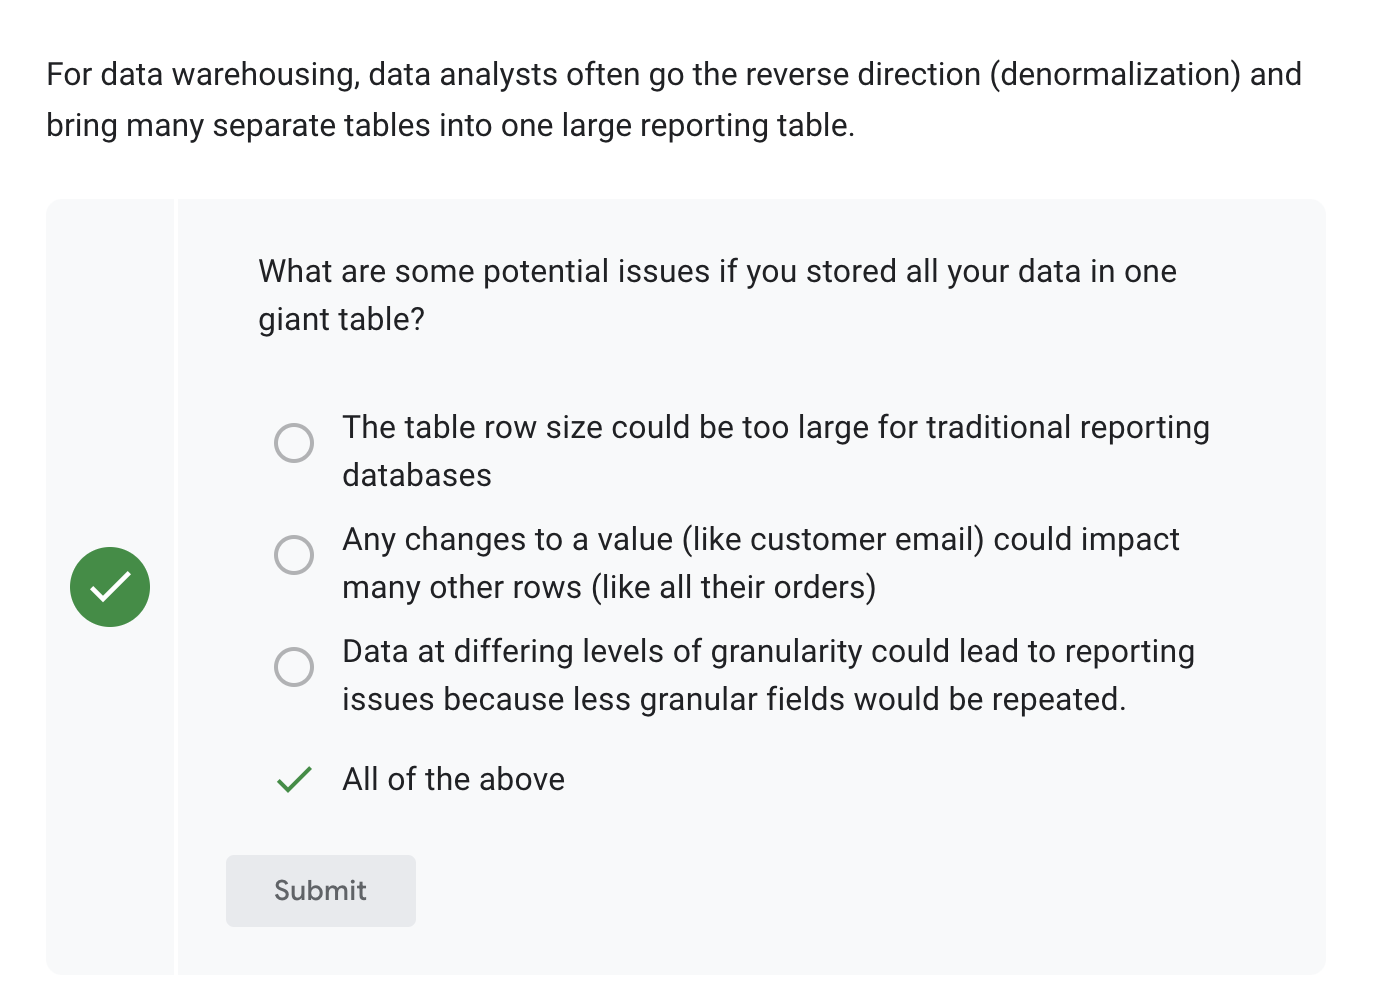 For data warehousing, data analysts often go the reverse direction (denormalization) and
bring many separate tables into one large reporting table.
What are some potential issues if you stored all your data in one
giant table?
The table row size could be too large for traditional reporting
databases
Any changes to a value (like customer email) could impact
many other rows (like all their orders)
Data at differing levels of granularity could lead to reporting
issues because less granular fields would be repeated.
All of the above
Submit